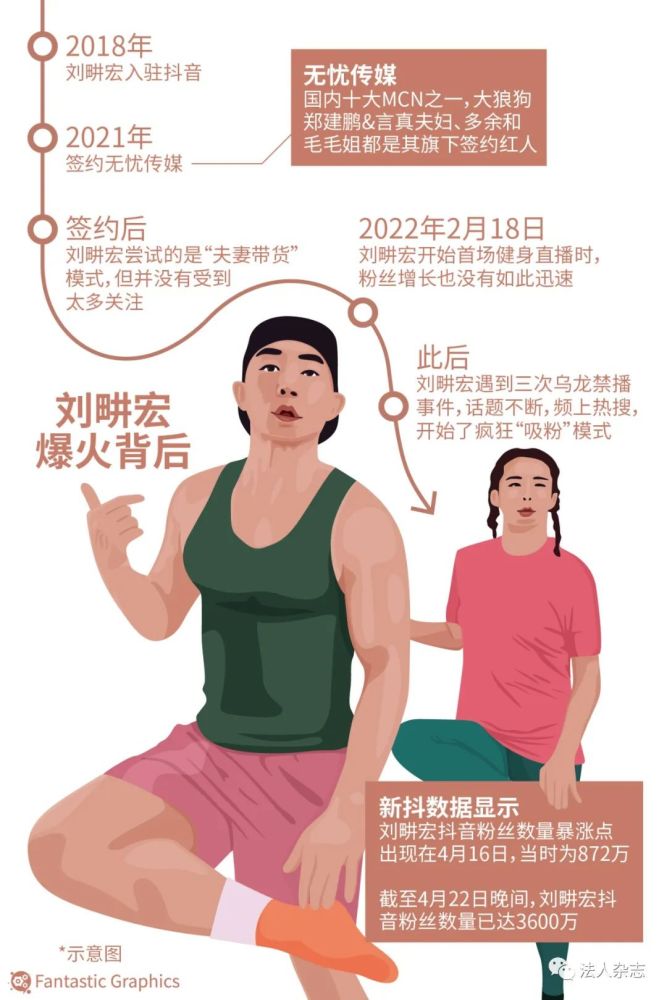 2018年
刘畊宏入驻抖音
2021年
签约无忧传媒
无忧传媒
国内十大MCN之一，大狼狗
郑建鹏&言真夫妇、多余和
毛毛姐都是其旗下签约红人
签约后
刘畊宏尝试的是“夫妻带货”
模式，但并没有受到
太多关注
2022年2月18日
刘畊宏开始首场健身直播时，
粉丝增长也没有如此迅速
此后
刘畊宏遇到三次乌龙禁播
事件，话题不断，频上热搜，
开始了疯狂“吸粉”模式
刘畊宏
爆火背后
新抖数据显示
刘畊宏抖音粉丝数量暴涨点
出现在4月16日，当时为872万
截至4月22日晚间，刘畊宏抖
音粉丝数量已达3600万
*示意图
Fantastic Graphics
法人杂志